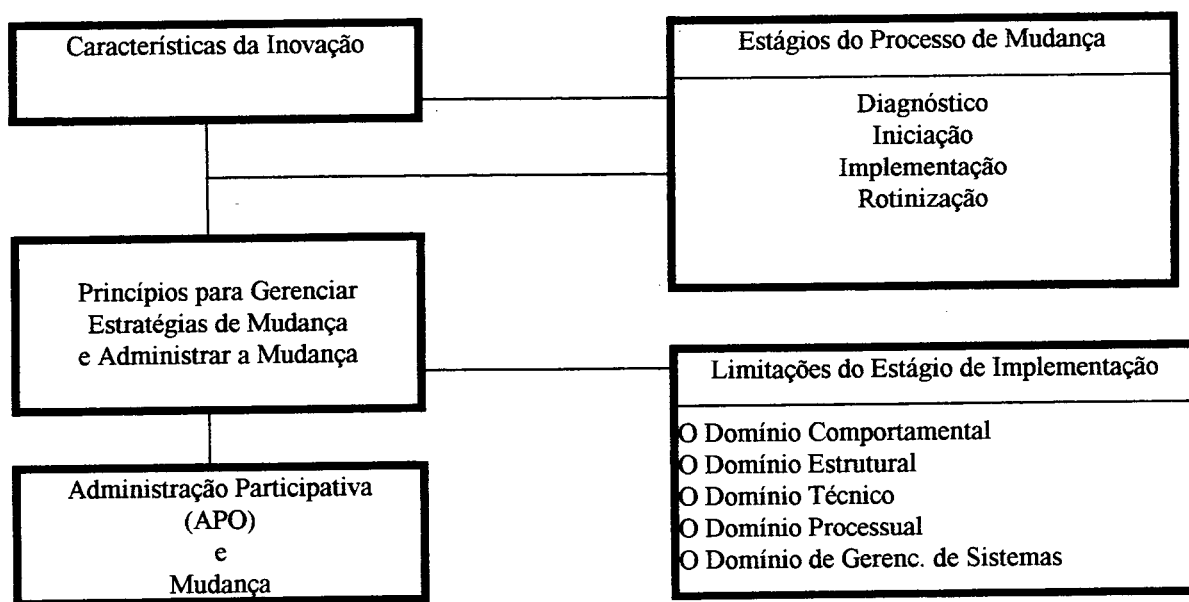 Características da Inovação
Estágios do Processo de Mudança
Diagnóstico
Iniciação
Implementação
Rotinização
Princípios para Gerenciar
Estratégias de Mudança
e Administrar a Mudança
Limitações do Estágio de Implementação
O Domínio Comportamental
O Domínio Estrutural
O Domínio Técnico
O Domínio Processual
O Domínio de Gerenc. de Sistemas
Administração Participativa
(APO)
e
Mudança